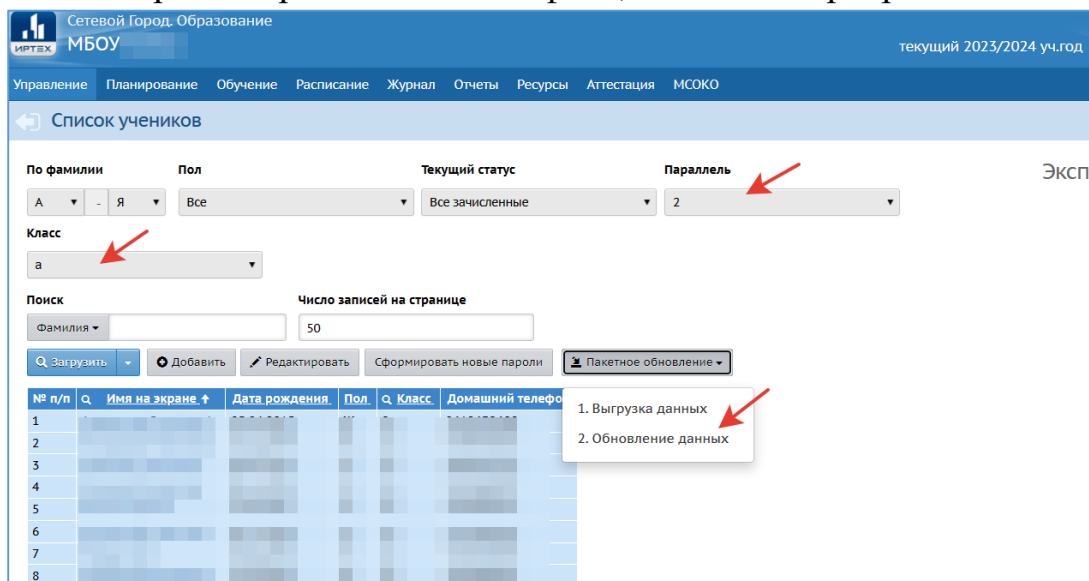 Сетевой Город. Образование
ИРТЕХ МБОУ
текущий 2023/2024 уч.год
Управление Планирование Обучение Расписание Журнал Отчеты Ресурсы Аттестация МСОКО
Список учеников
По фамилии Пол Текущий статус Параллель
Эксп
А - Я Все Все зачисленные 2
Класс
а
Поиск Число записей на странице
Фамилия 50
Загрузить Добавить Редактировать Сформировать новые пароли Пакетное обновление
№ п/п Имя на экране Дата рождения Пол Класс Домашний телефо
1. Выгрузка данных
2. Обновление данных
1
2
3
4
5
6
7
8